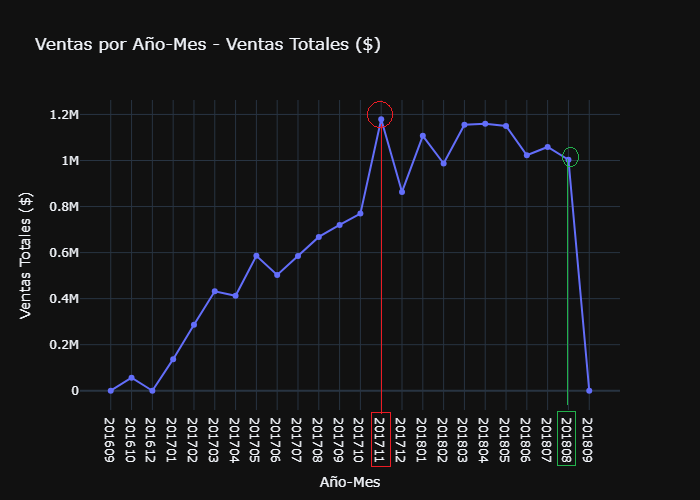 Ventas por Año-Mes - Ventas Totales ($)
1.2M
1M
0.8M
0.6M
0.4M
0.2M
0
Ventas Totales ($)
201609
201610
201612
201701
201702
201703
201704
201705
201706
201707
201708
201709
201710
201711
201712
201801
201802
201803
201804
201805
201806
201807
201808
201809
Año-Mes